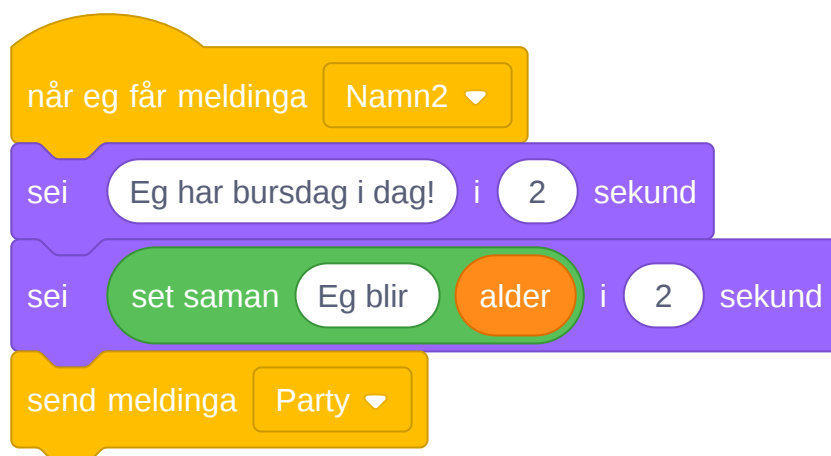 når eg får meldinga Namn2
sei Eg har bursdag i dag! i 2 sekund
sei set saman Eg blir alder i 2 sekund
send meldinga Party